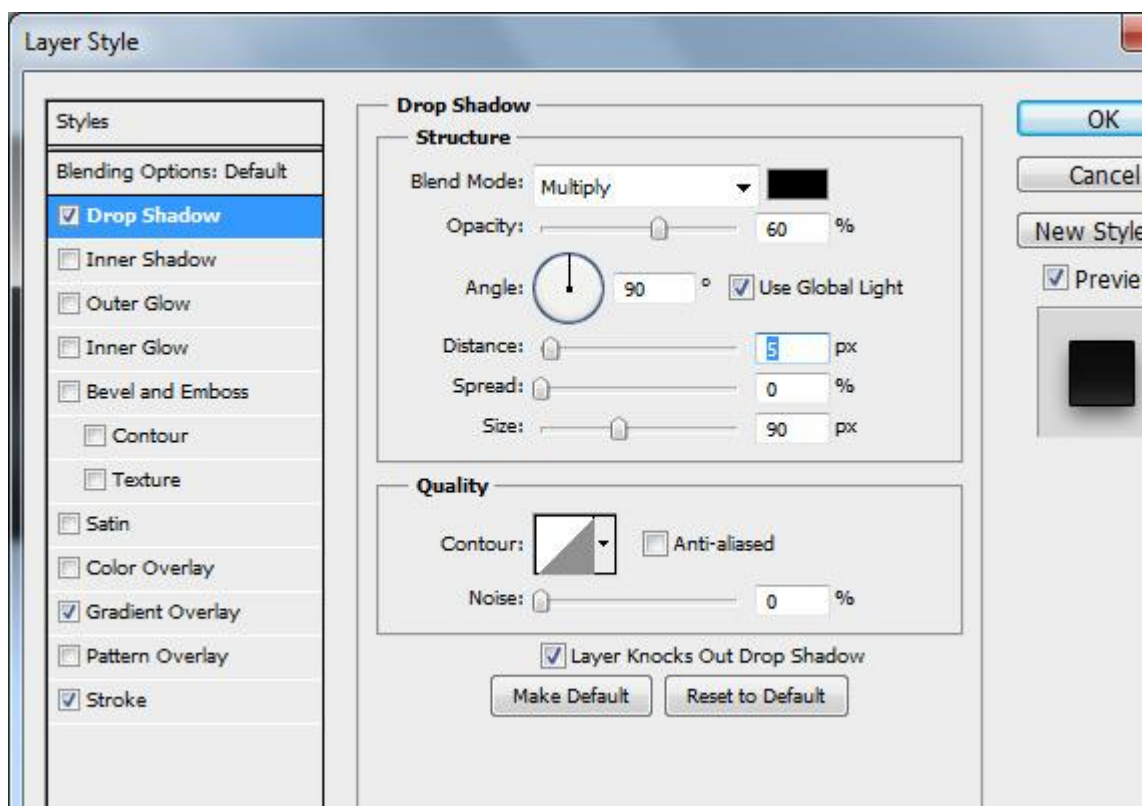 Layer Style
Styles
Blending Options: Default
Drop Shadow
Inner Shadow
Outer Glow
Inner Glow
Bevel and Emboss
Contour
Texture
Satin
Color Overlay
Gradient Overlay
Pattern Overlay
Stroke
Drop Shadow
Structure
Blend Mode: Multiply
Opacity: 60 %
Angle: 90 ° Use Global Light
Distance: 5 px
Spread: 0 %
Size: 90 px
Quality
Contour: Anti-aliased
Noise: 0 %
Layer Knocks Out Drop Shadow
Make Default Reset to Default
OK
Cancel
New Style
Previe